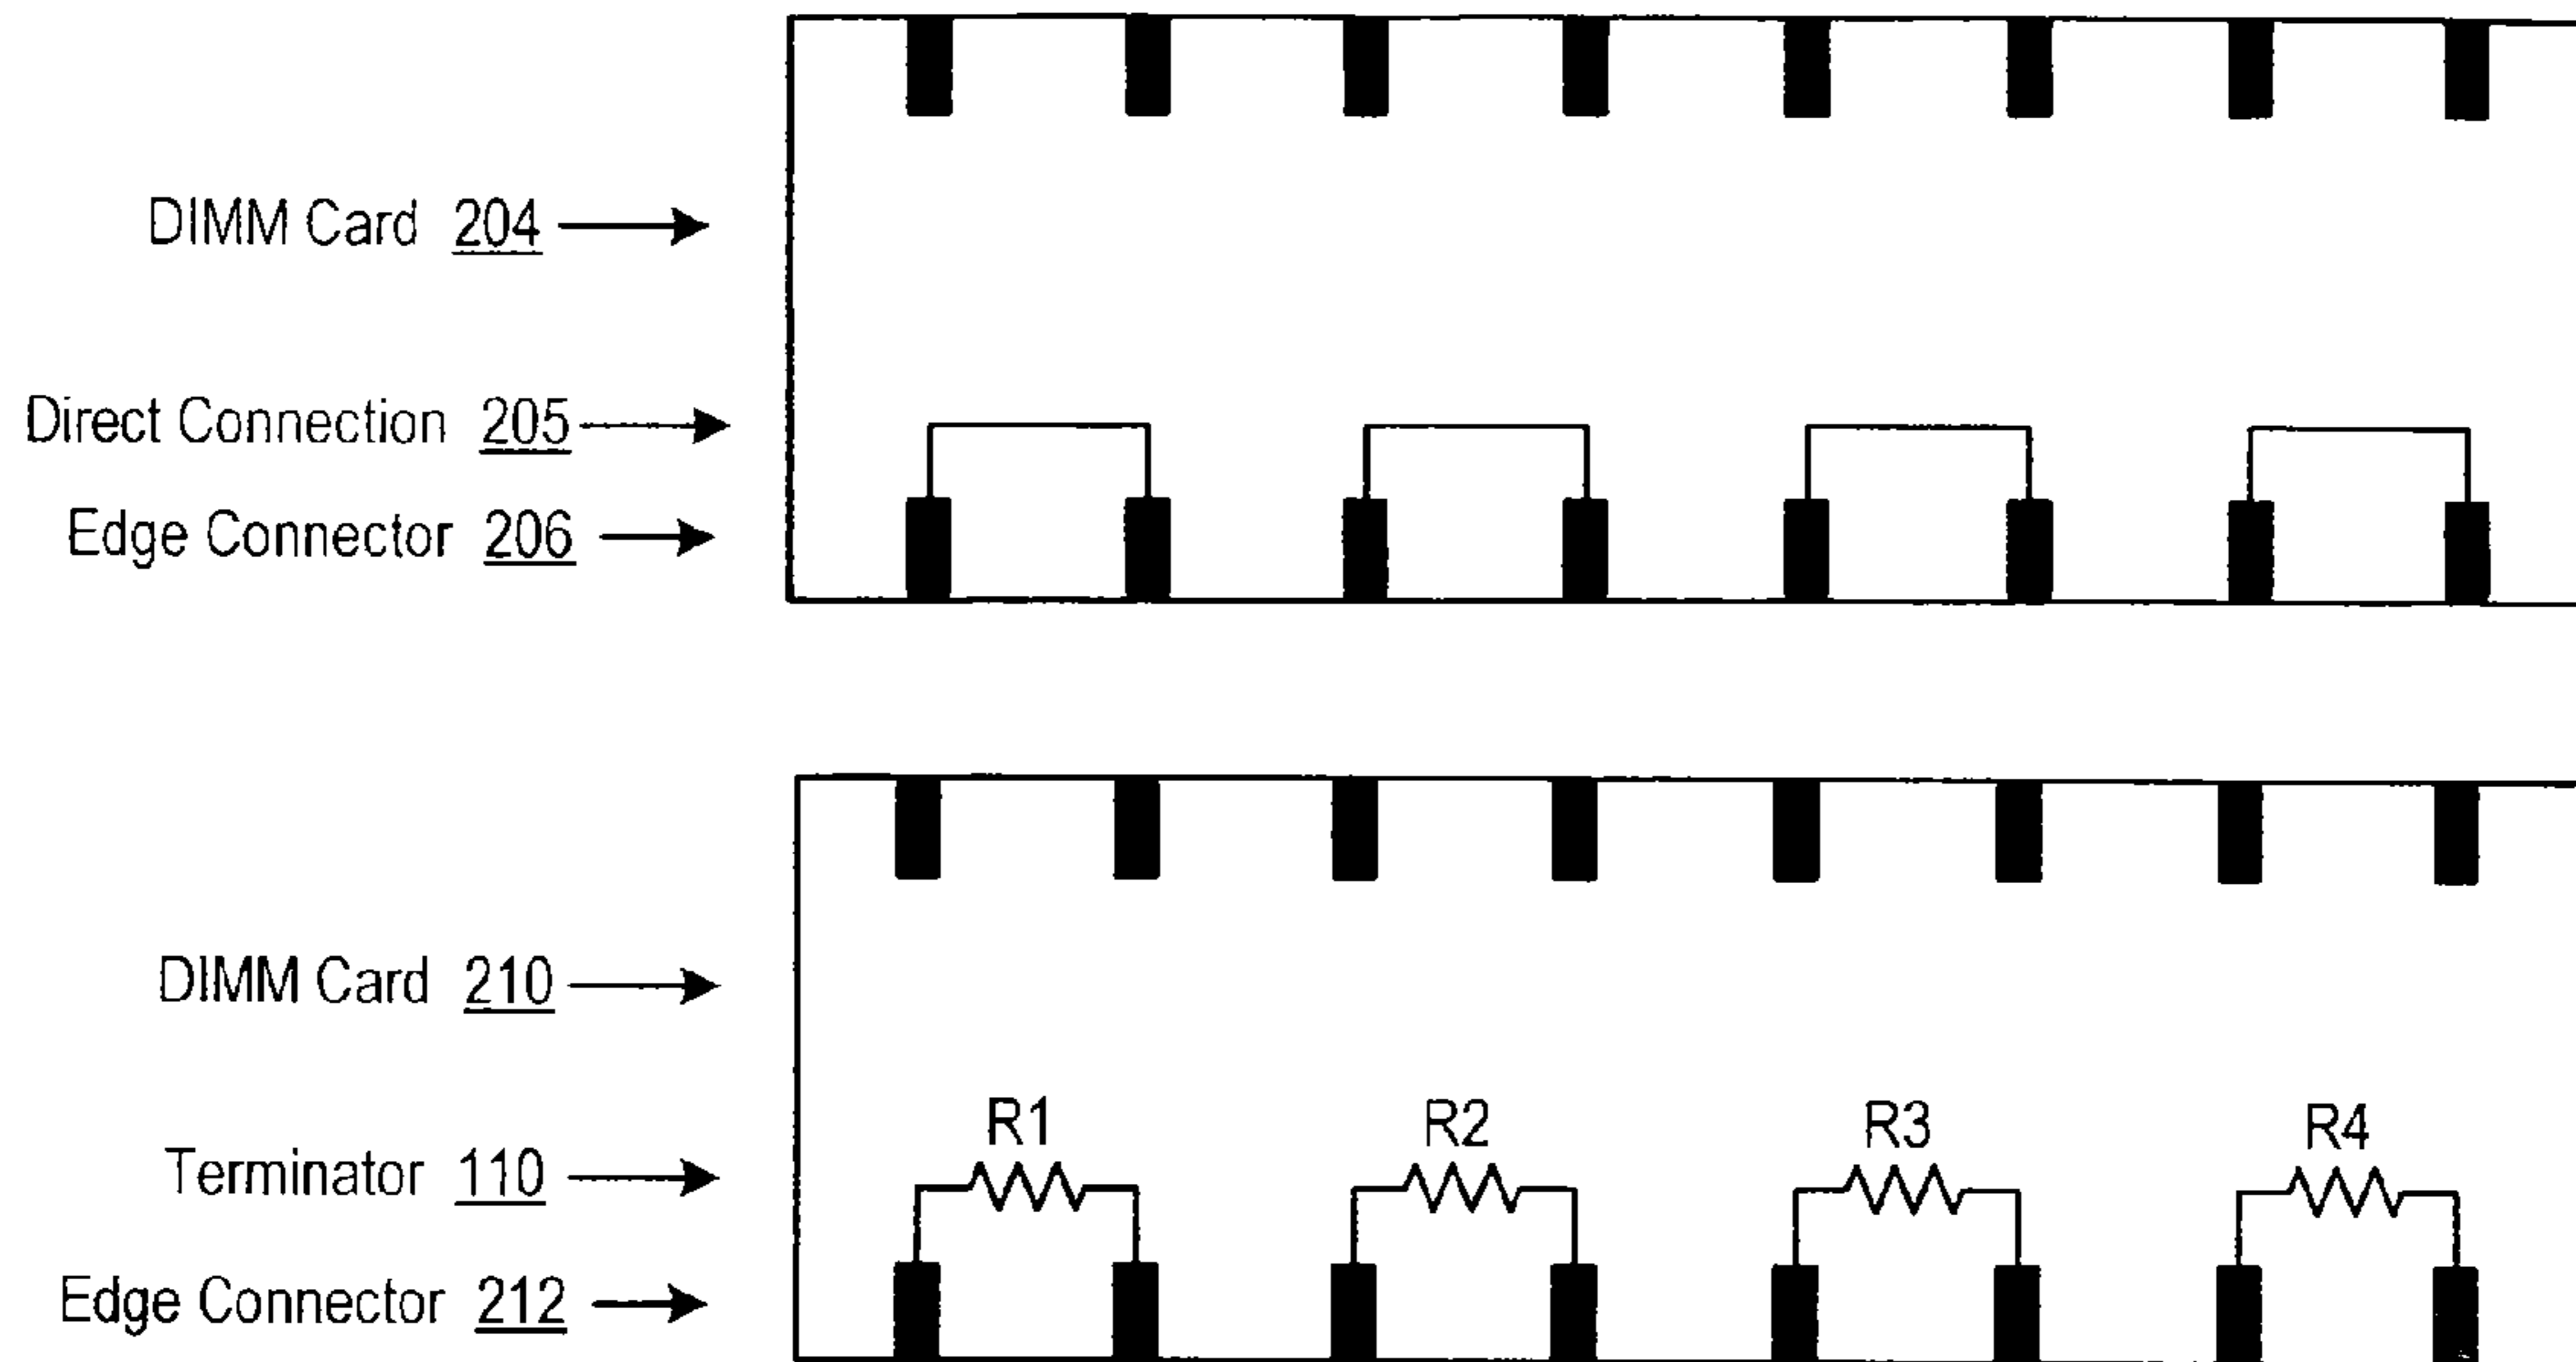 DIMM Card 204
Direct Connection 205
Edge Connector 206
DIMM Card 210
R1 R2 R3 R4
Terminator 110
Edge Connector 212